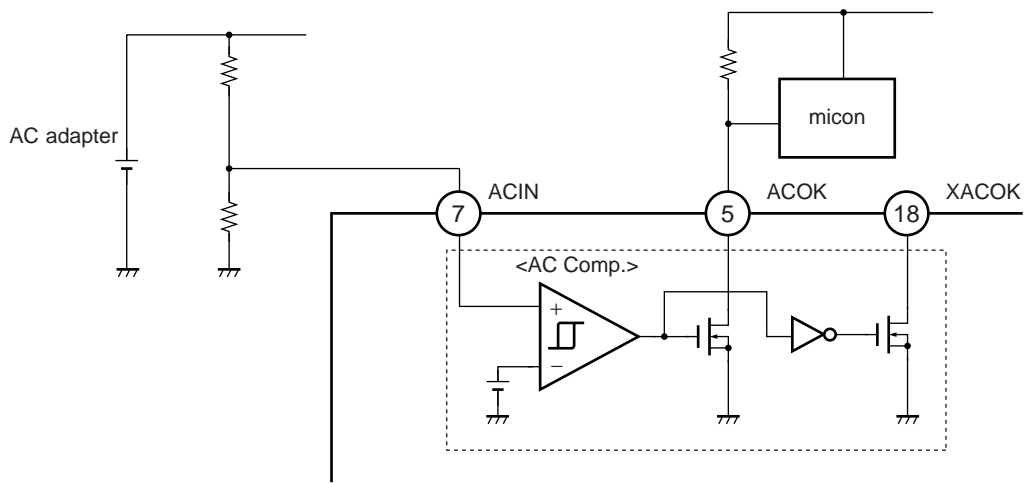 micon
AC adapter
ACIN
ACOK
XACOK
7
5
18
<AC Comp.>
+
−